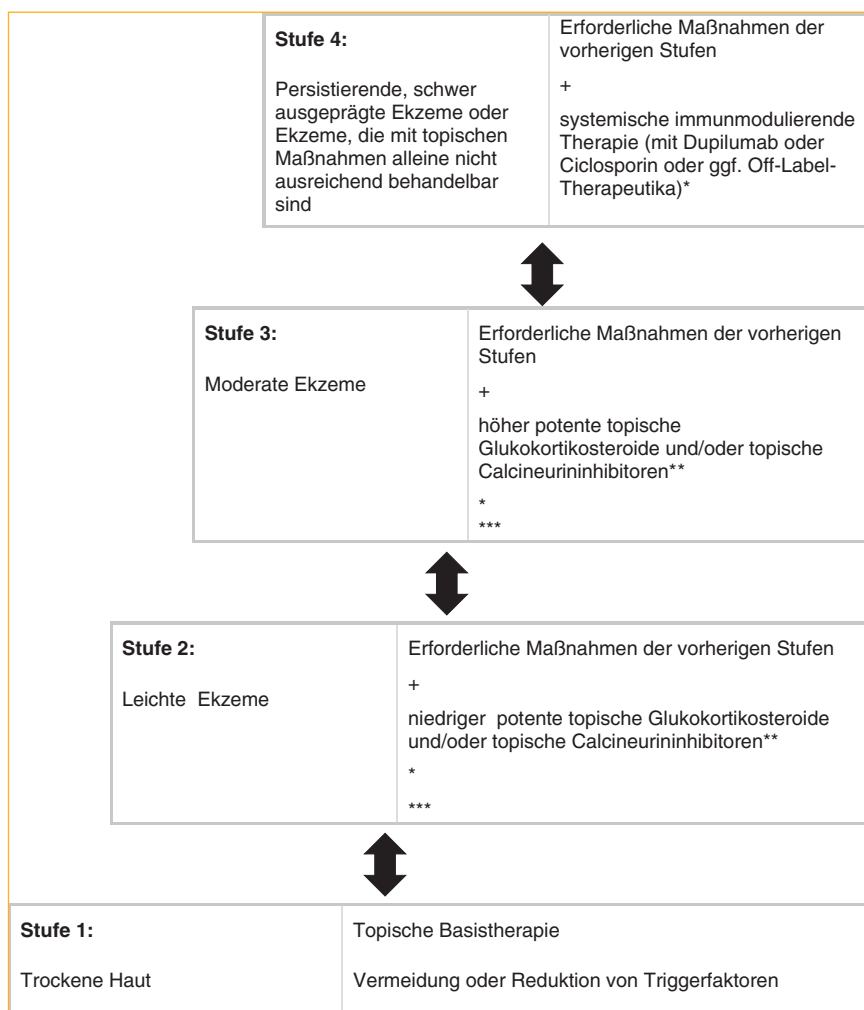 Stufe 4:
Persistierende, schwer
ausgeprägte Ekzeme oder
Ekzeme, die mit topischen
Maßnahmen alleine nicht
ausreichend behandelbar
sind
Erforderliche Maßnahmen der
vorherigen Stufen
+
systemische immunmodulierende
Therapie (mit Dupilumab oder
Ciclosporin oder ggf. Off-Label-
Therapeutika)*
Stufe 3:
Moderate Ekzeme
Erforderliche Maßnahmen der vorherigen
Stufen
+
höher potente topische
Glukokortikosteroide und/oder topische
Calcineurininhibitoren**
*
***
Stufe 2:
Leichte Ekzeme
Erforderliche Maßnahmen der vorherigen Stufen
+
niedriger potente topische Glukokortikosteroide
und/oder topische Calcineurininhibitoren**
*
***
Stufe 1:
Trockene Haut
Topische Basistherapie
Vermeidung oder Reduktion von Triggerfaktoren